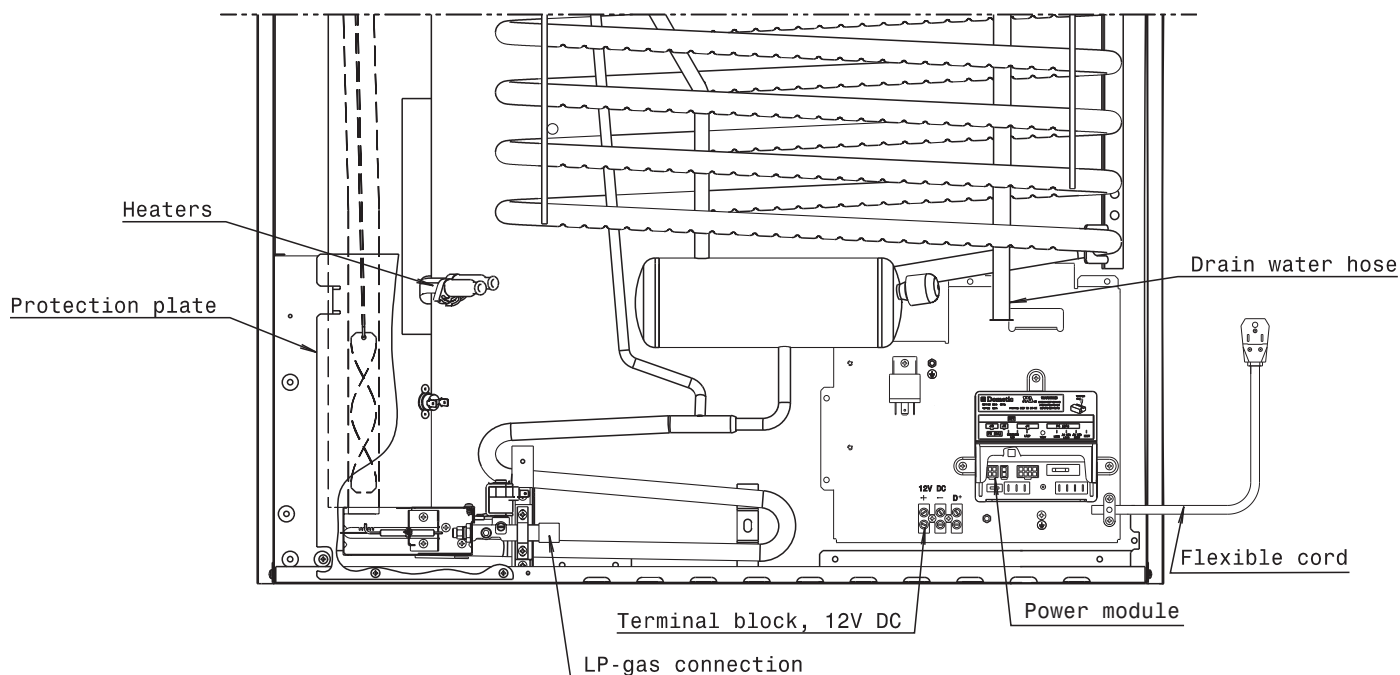 Heaters
Protection plate
Drain water hose
Dometic
12V DC
+ − D+
Flexible cord
Power module
Terminal block, 12V DC
LP-gas connection